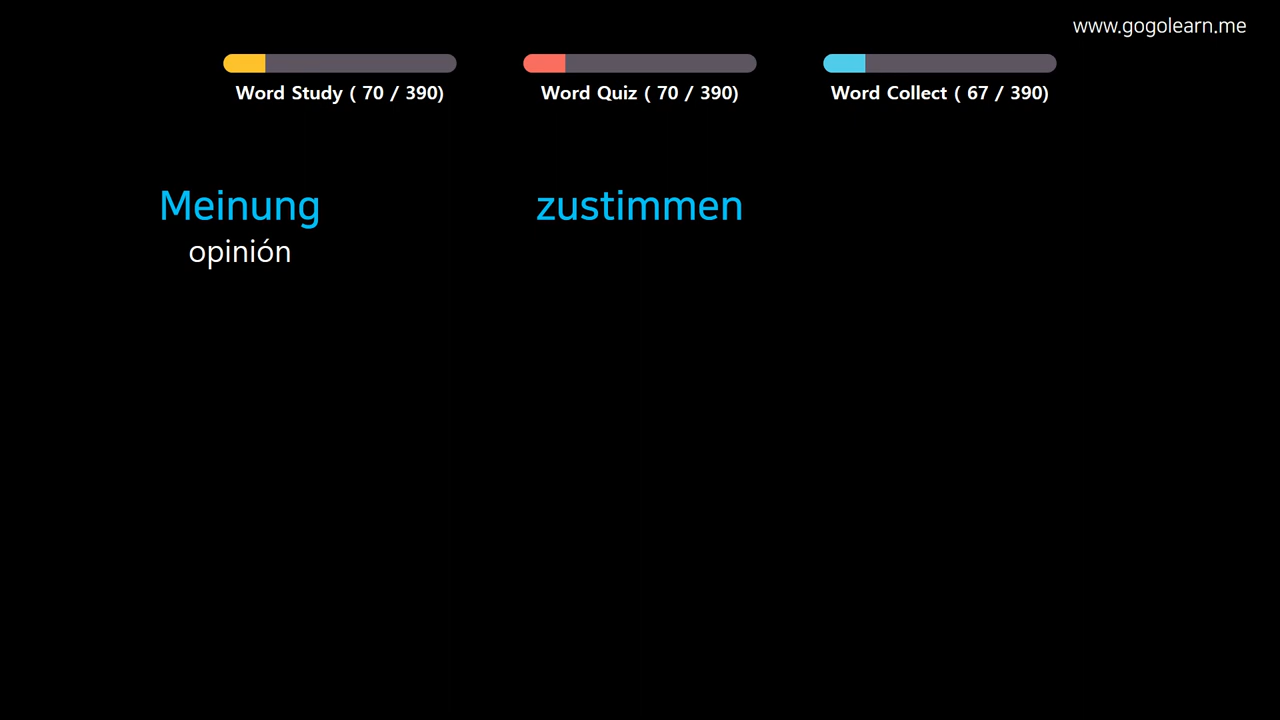 www.gogolearn.me
Word Study ( 70 / 390)
Word Quiz ( 70 / 390)
Word Collect ( 67 / 390)
Meinung
opinión
zustimmen